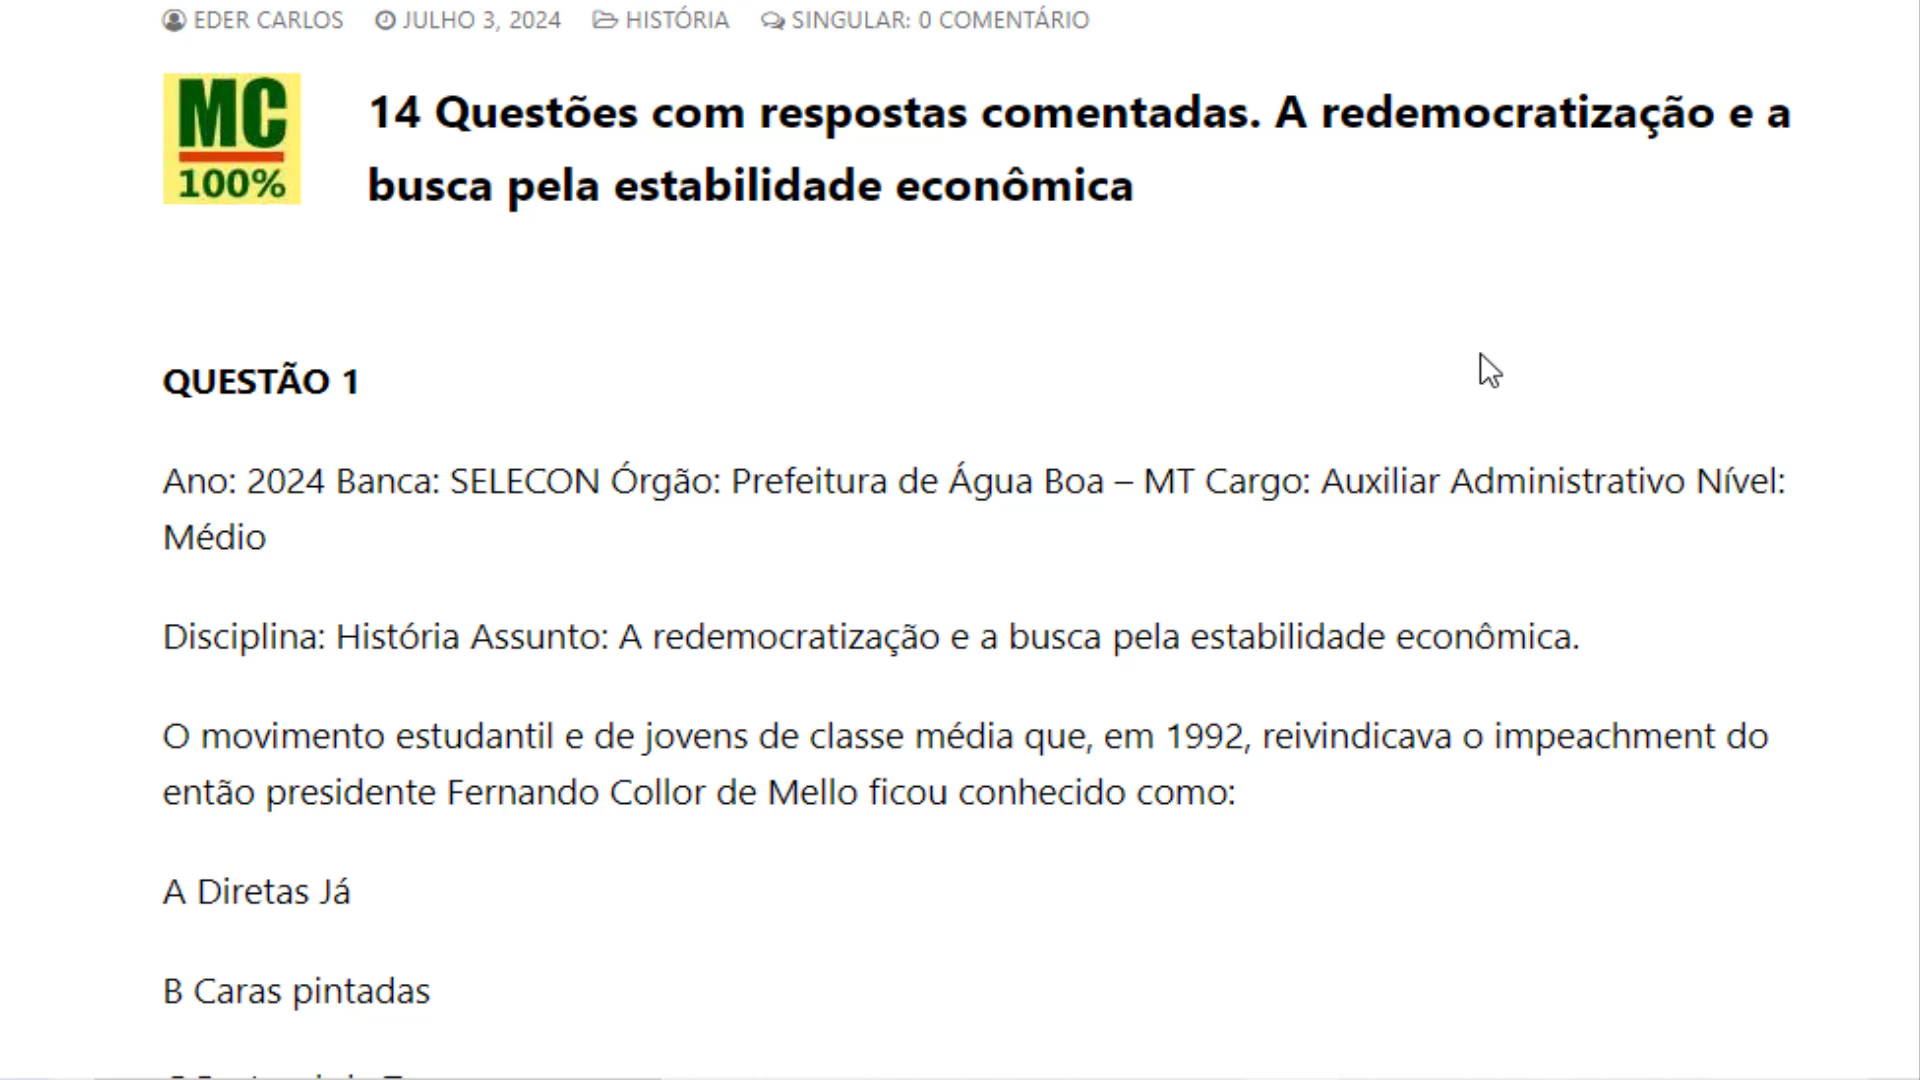 EDER CARLOS JULHO 3, 2024 HISTÓRIA SINGULAR: 0 COMENTÁRIO
MC
100%
14 Questões com respostas comentadas. A redemocratização e a
busca pela estabilidade econômica
QUESTÃO 1
Ano: 2024 Banca: SELECON Órgão: Prefeitura de Água Boa – MT Cargo: Auxiliar Administrativo Nível:
Médio
Disciplina: História Assunto: A redemocratização e a busca pela estabilidade econômica.
O movimento estudantil e de jovens de classe média que, em 1992, reivindicava o impeachment do
então presidente Fernando Collor de Mello ficou conhecido como:
A Diretas Já
B Caras pintadas